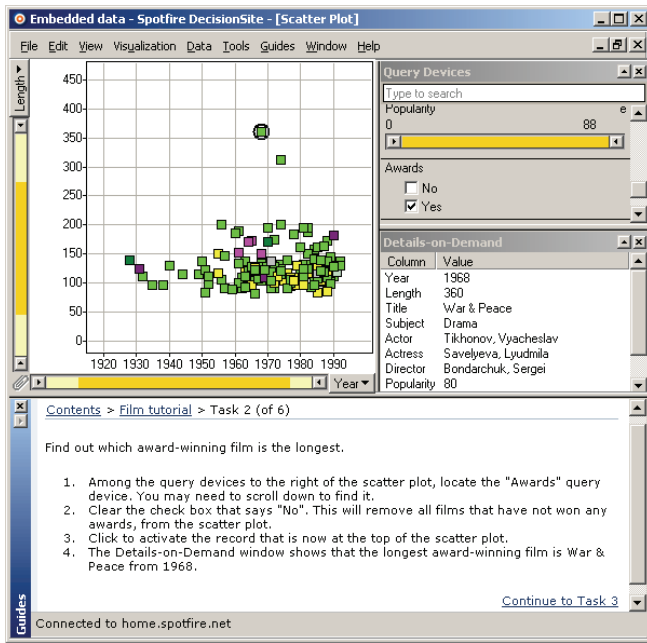 Embedded data - Spotfire DecisionSite - [Scatter Plot]
File Edit View Visualization Data Tools Guides Window Help
Length
450
400
350
300
250
200
150
100
50
0
1920 1930 1940 1950 1960 1970 1980 1990
Year
Query Devices
Type to search
Popularity e
0 88
Awards
No
Yes
Details-on-Demand
Column Value
Year 1968
Length 360
Title War & Peace
Subject Drama
Actor Tikhonov, Vyacheslav
Actress Savelyeva, Lyudmila
Director Bondarchuk, Sergei
Popularity 80
Guides
Contents > Film tutorial > Task 2 (of 6)
Find out which award-winning film is the longest.
1. Among the query devices to the right of the scatter plot, locate the "Awards" query
device. You may need to scroll down to find it.
2. Clear the check box that says "No". This will remove all films that have not won any
awards, from the scatter plot.
3. Click to activate the record that is now at the top of the scatter plot.
4. The Details-on-Demand window shows that the longest award-winning film is War &
Peace from 1968.
Continue to Task 3
Connected to home.spotfire.net